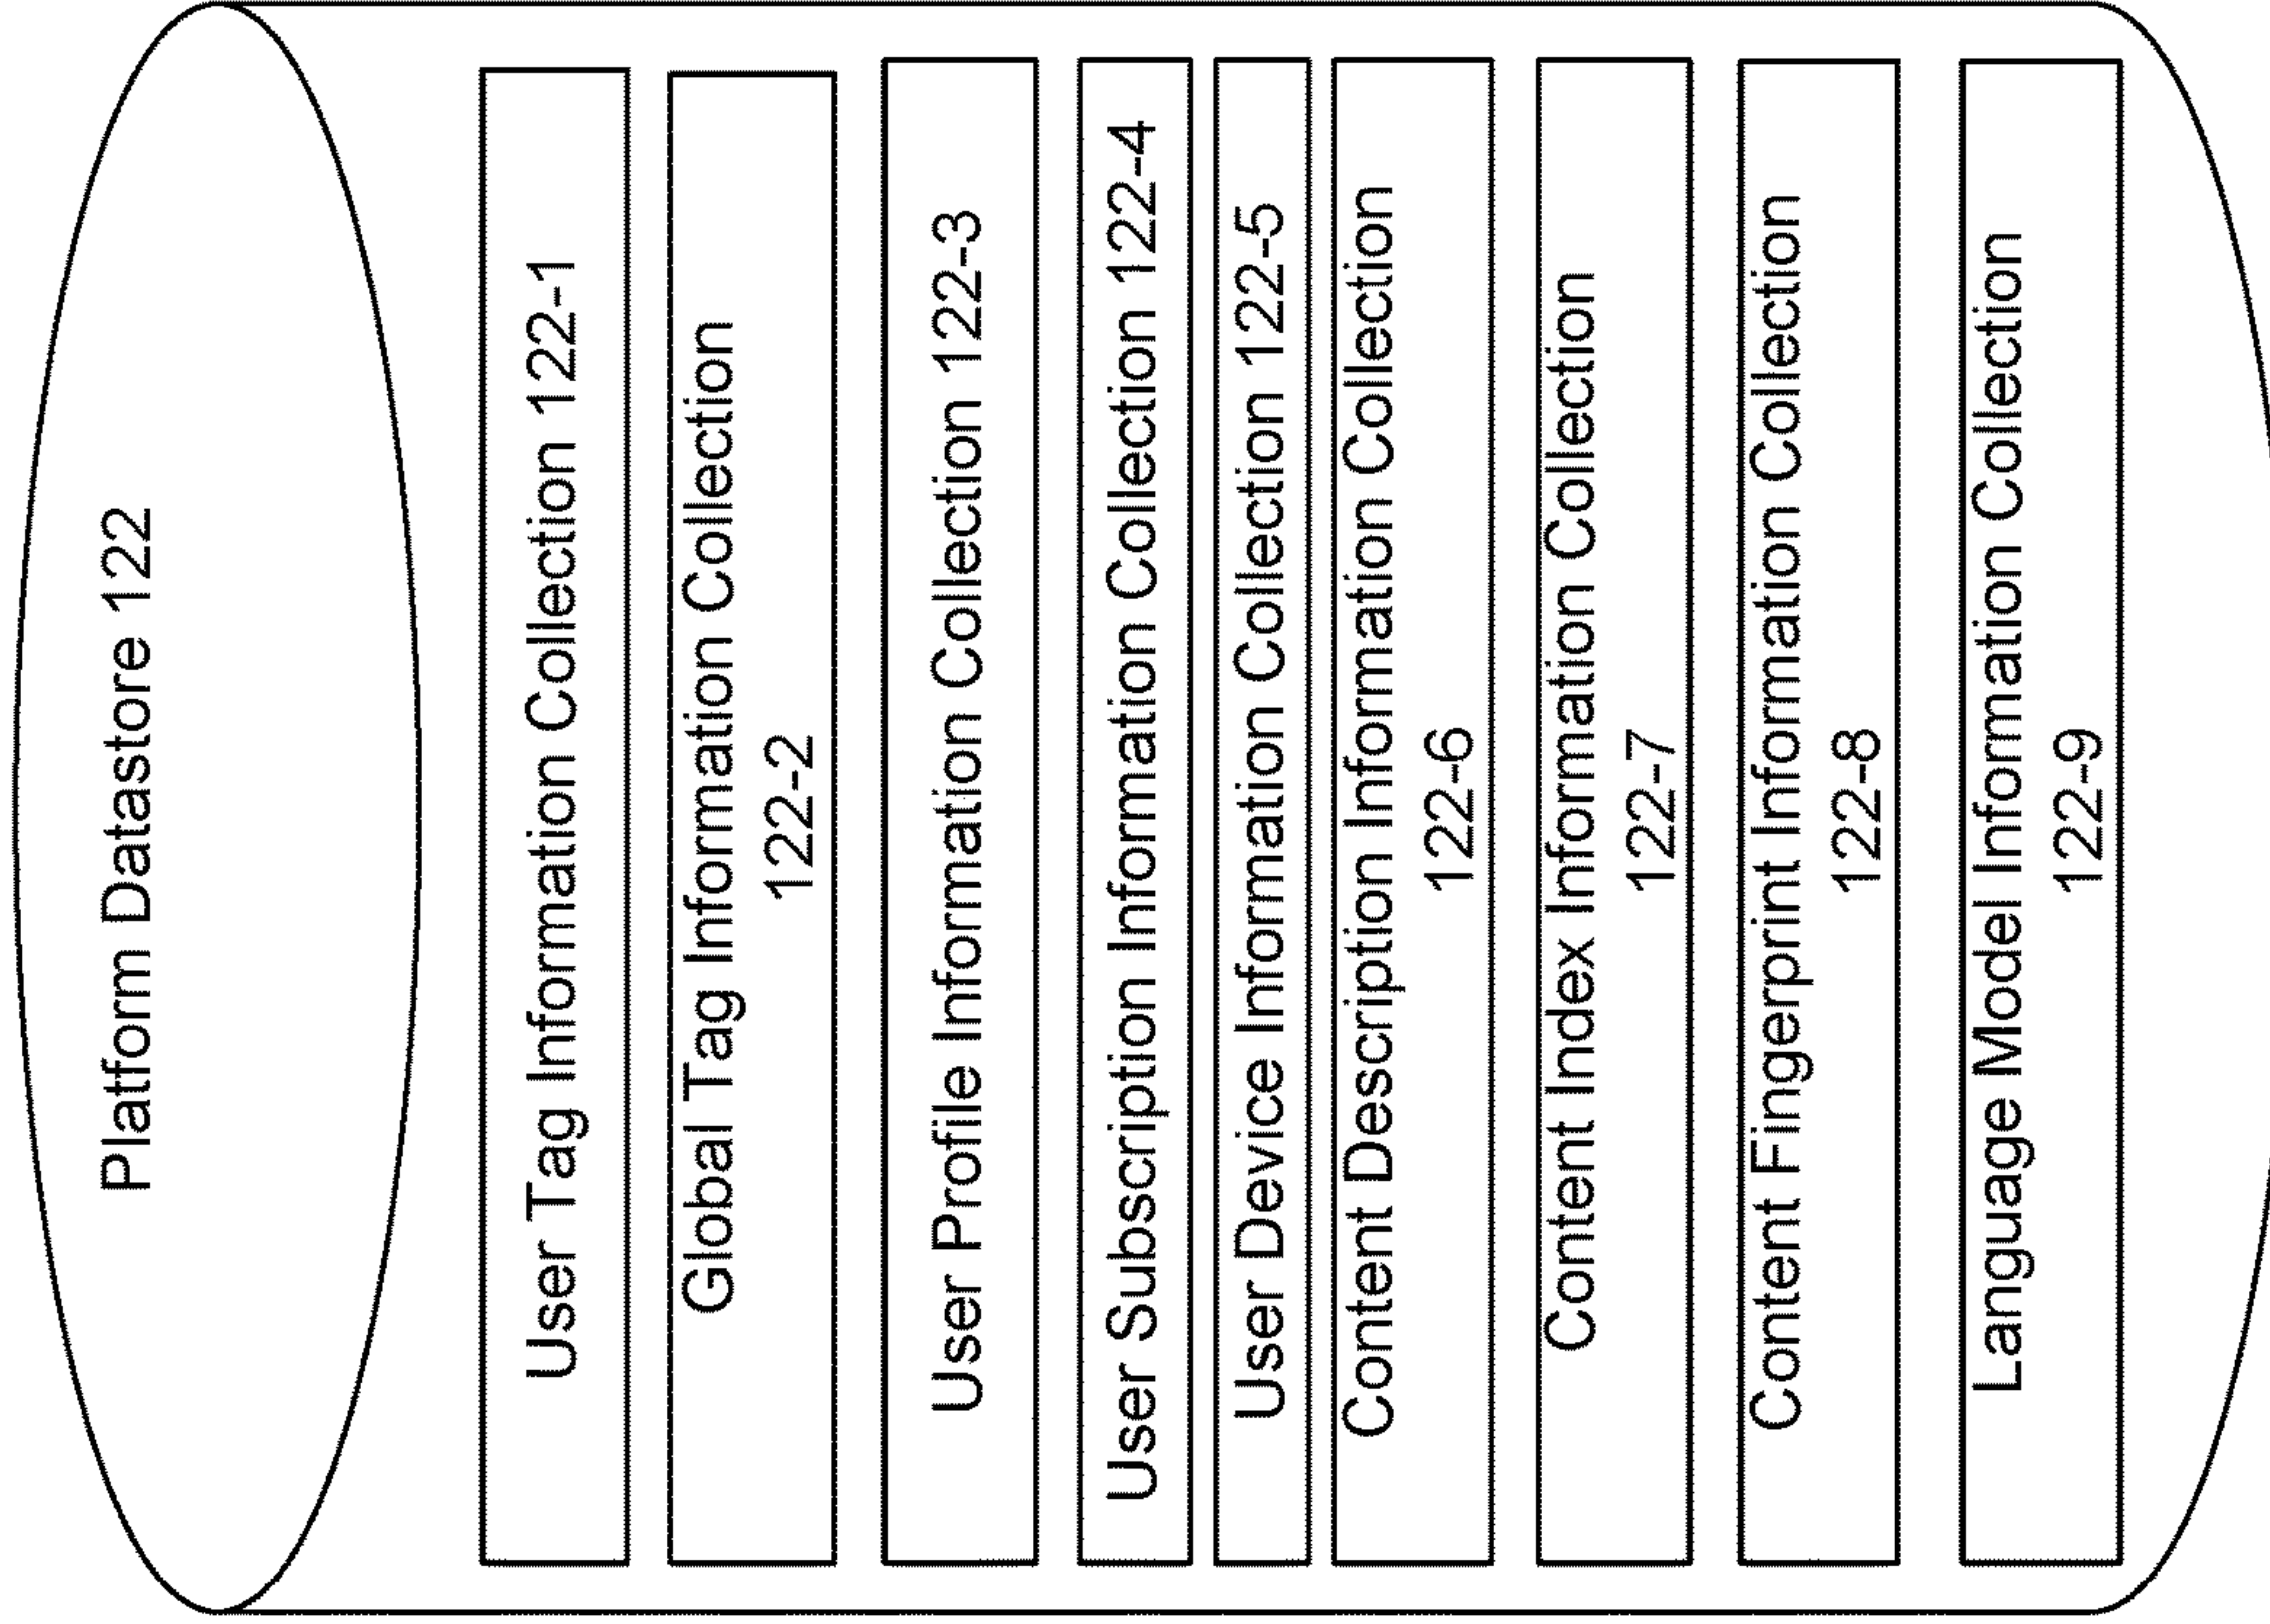 Platform Datastore 122
User Tag Information Collection 122-1
Global Tag Information Collection
122-2
User Profile Information Collection 122-3
User Subscription Information Collection 122-4
User Device Information Collection 122-5
Content Description Information Collection
122-6
Content Index Information Collection
122-7
Content Fingerprint Information Collection
122-8
Language Model Information Collection
122-9